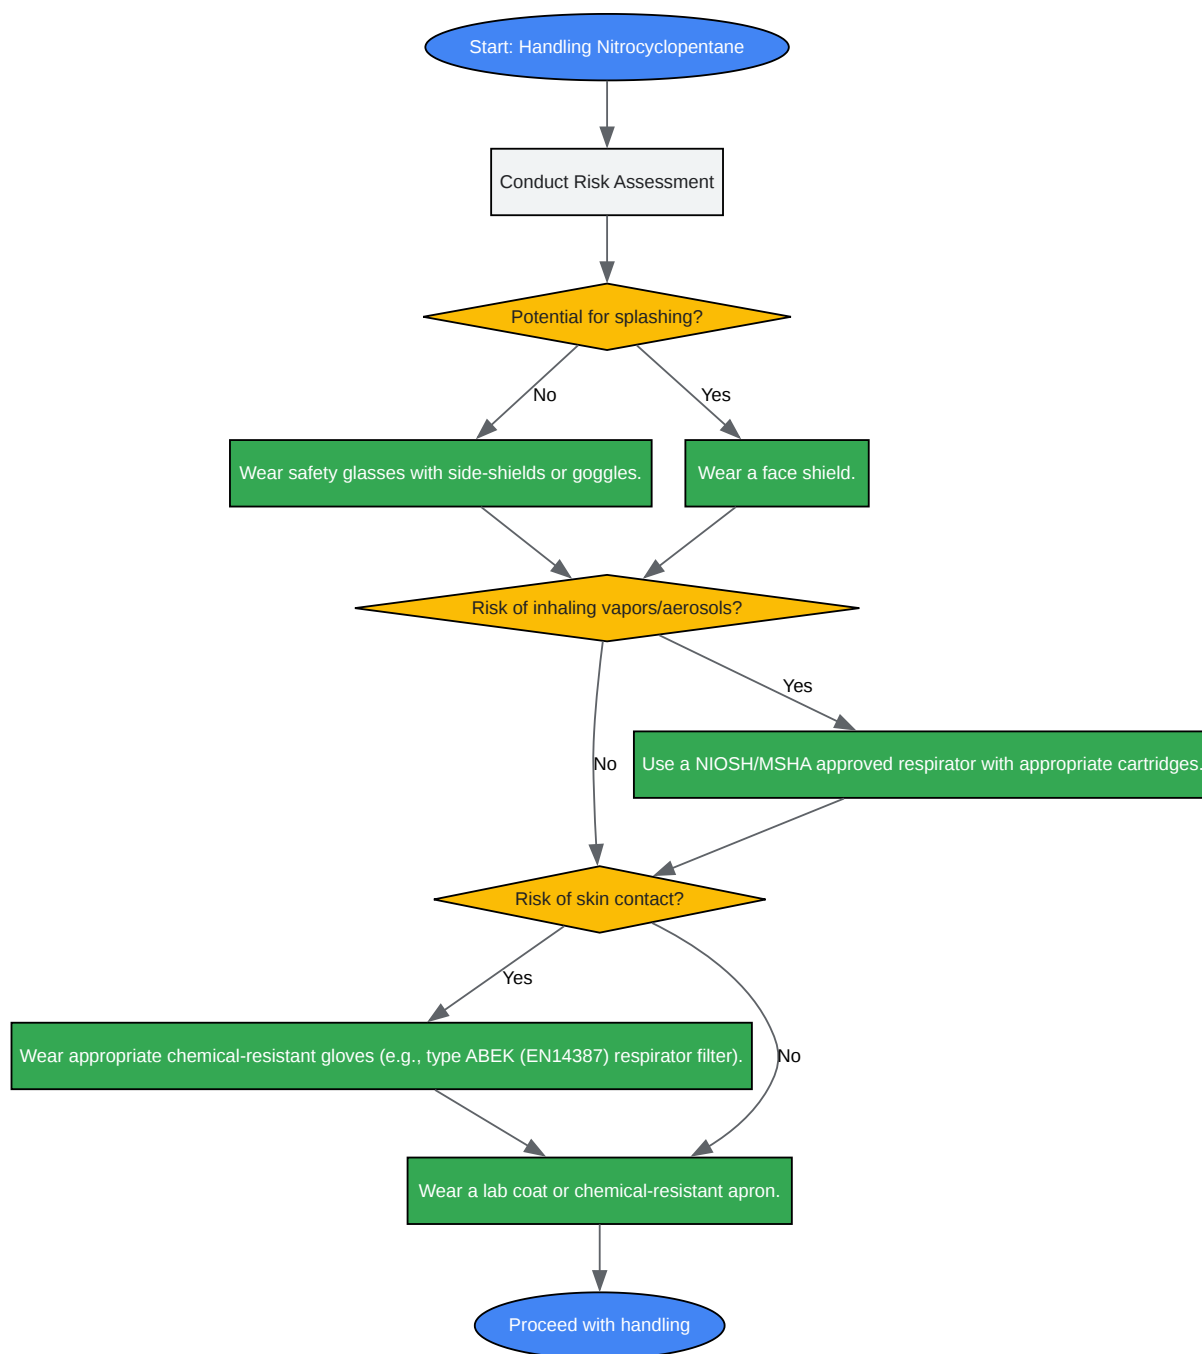 Start: Handling Nitrocyclopentane
Conduct Risk Assessment
Potential for splashing?
No
Yes
Wear safety glasses with side-shields or goggles.
Wear a face shield.
Risk of inhaling vapors/aerosols?
Yes
No
Use a NIOSH/MSHA approved respirator with appropriate cartridges.
Risk of skin contact?
Yes
Wear appropriate chemical-resistant gloves (e.g., type ABEK (EN14387) respirator filter).
No
Wear a lab coat or chemical-resistant apron.
Proceed with handling